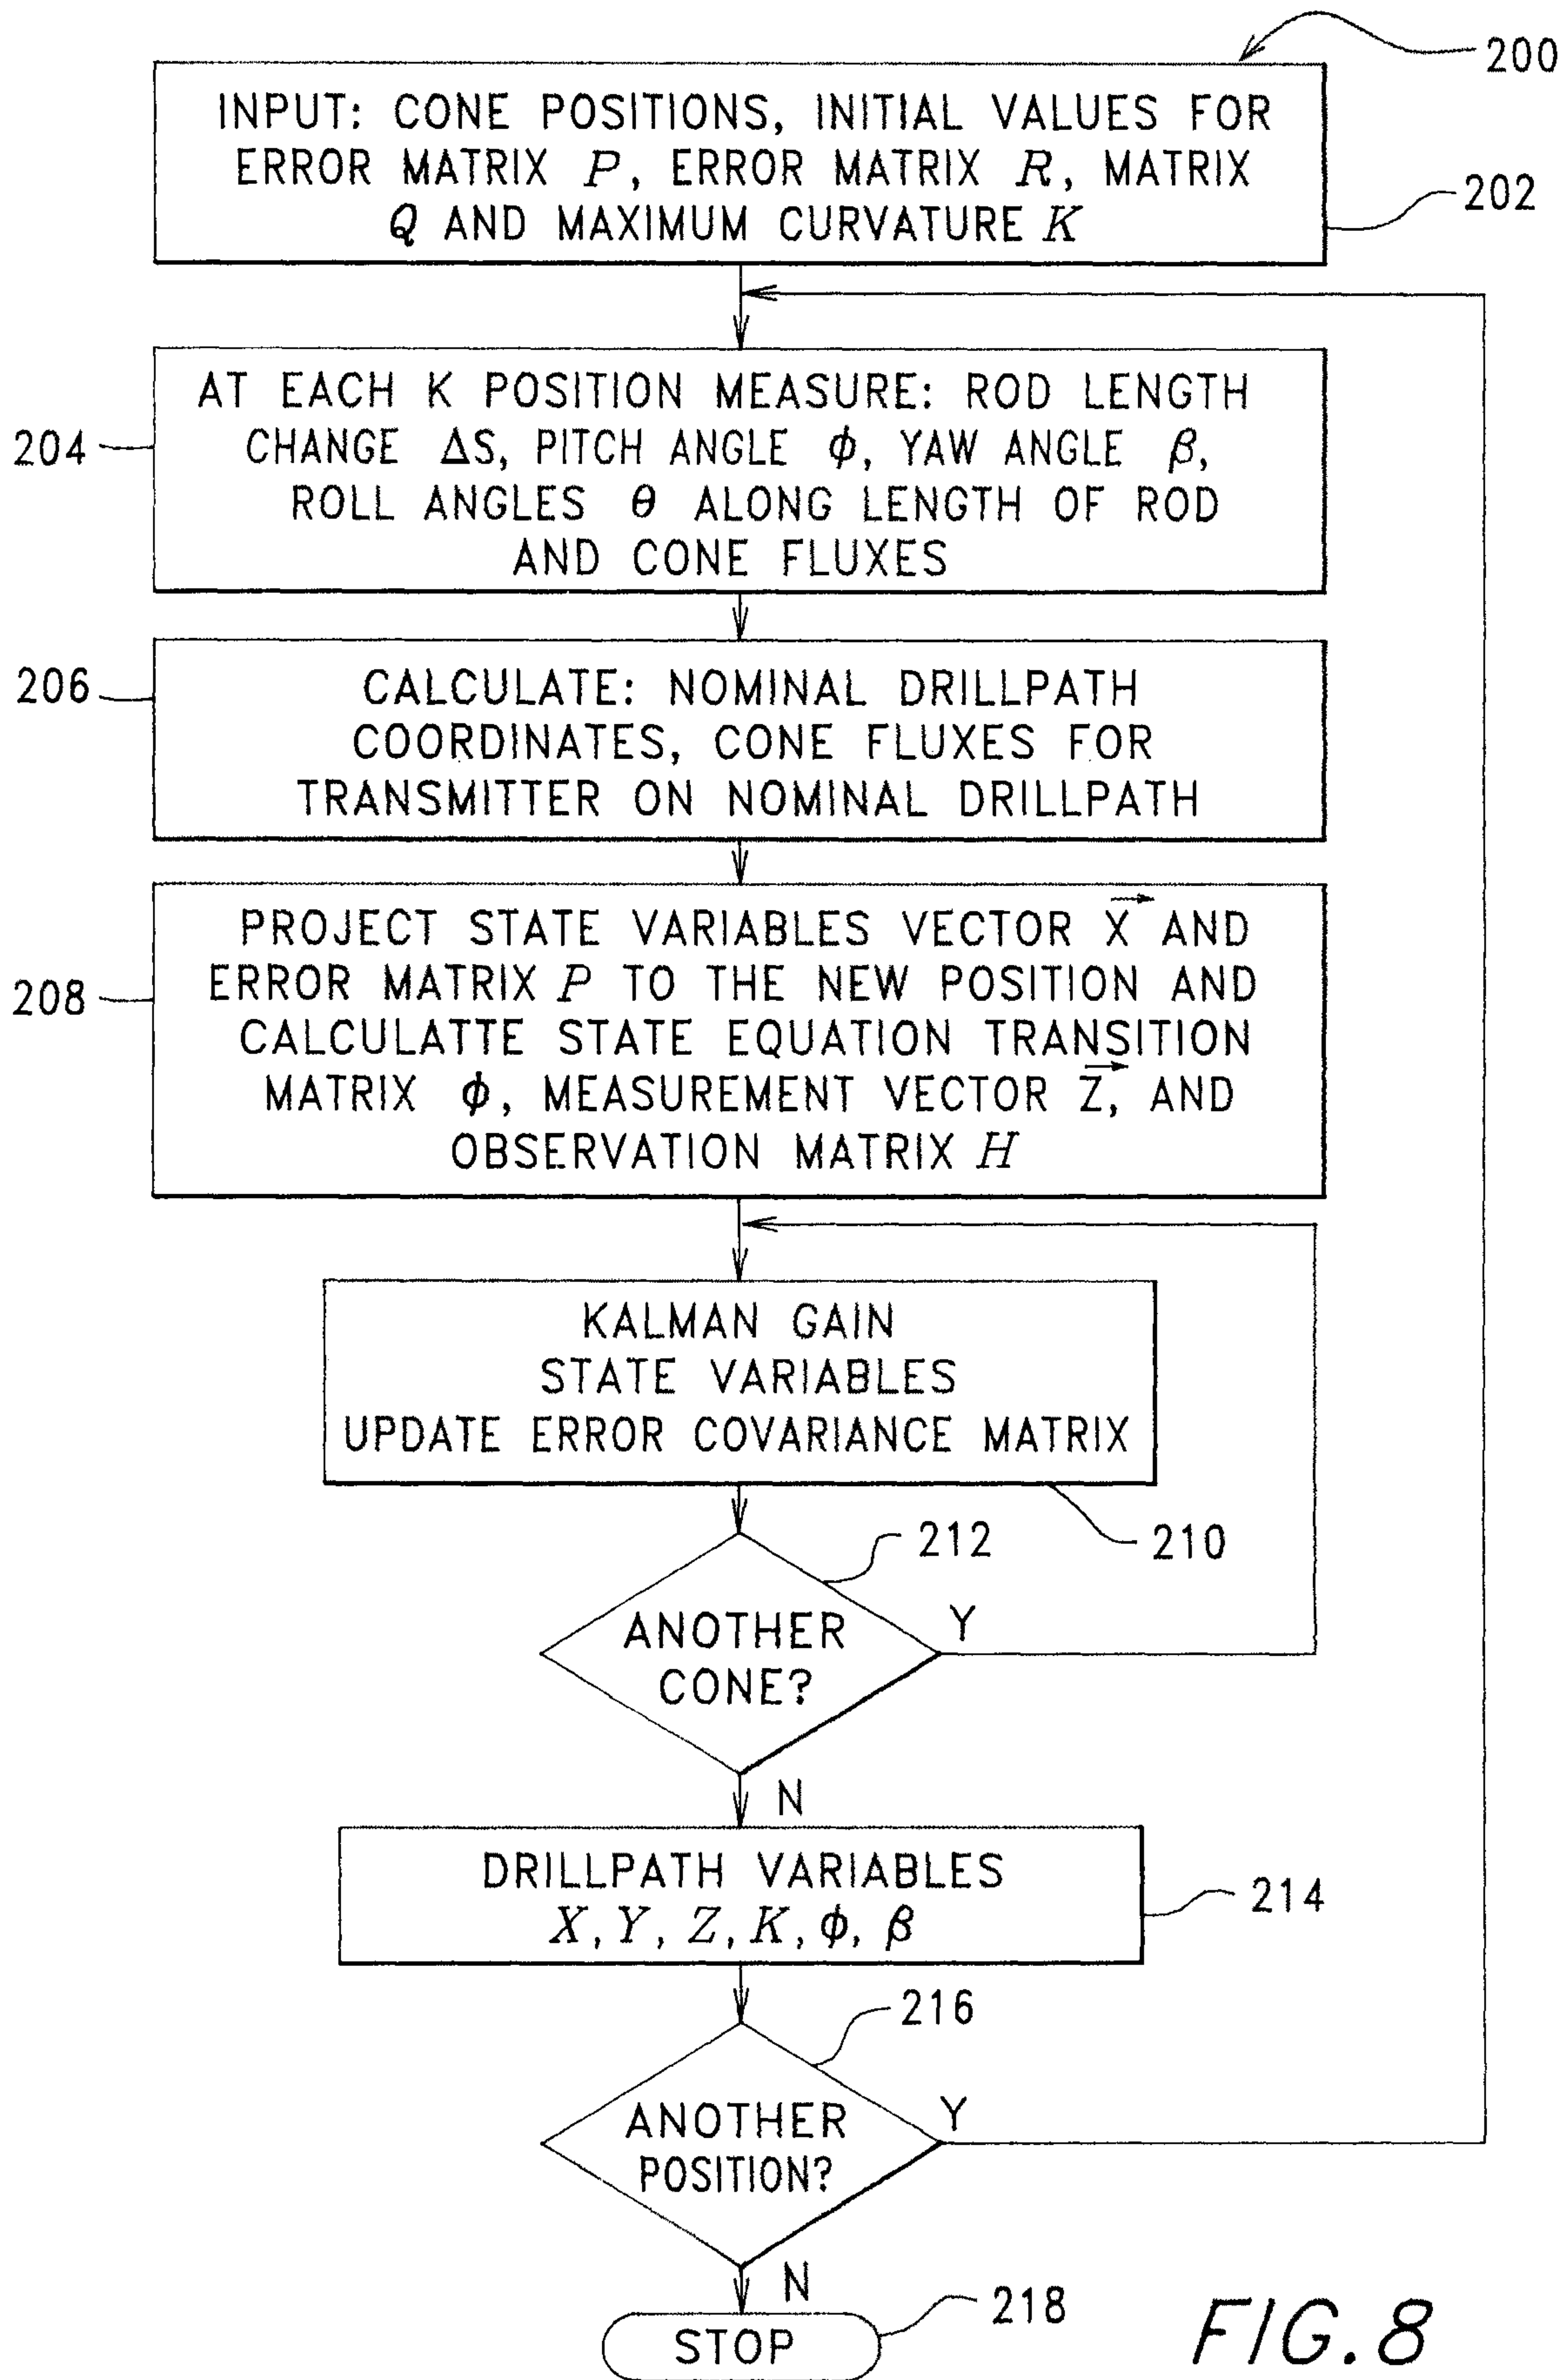 200
INPUT: CONE POSITIONS, INITIAL VALUES FOR
ERROR MATRIX P, ERROR MATRIX R, MATRIX
Q AND MAXIMUM CURVATURE K
202
AT EACH K POSITION MEASURE: ROD LENGTH
CHANGE ΔS, PITCH ANGLE ϕ, YAW ANGLE β,
ROLL ANGLES θ ALONG LENGTH OF ROD
AND CONE FLUXES
204
CALCULATE: NOMINAL DRILLPATH
COORDINATES, CONE FLUXES FOR
TRANSMITTER ON NOMINAL DRILLPATH
206
PROJECT STATE VARIABLES VECTOR X⃗ AND
ERROR MATRIX P TO THE NEW POSITION AND
CALCULATTE STATE EQUATION TRANSITION
MATRIX ϕ, MEASUREMENT VECTOR Z⃗, AND
OBSERVATION MATRIX H
208
KALMAN GAIN
STATE VARIABLES
UPDATE ERROR COVARIANCE MATRIX
210
212
ANOTHER
CONE?
Y
N
DRILLPATH VARIABLES
X, Y, Z, K, ϕ, β
214
216
ANOTHER
POSITION?
Y
N
STOP
218
FIG. 8